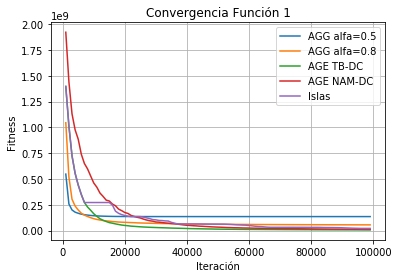 Convergencia Función 1
1e9
2.00
1.75
1.50
1.25
1.00
0.75
0.50
0.25
0.00
Fitness
AGG alfa=0.5
AGG alfa=0.8
AGE TB-DC
AGE NAM-DC
Islas
0 20000 40000 60000 80000 100000
Iteración